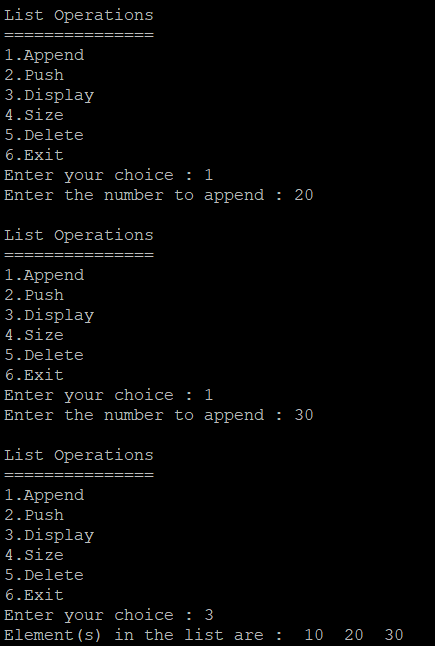 List Operations
===============
1.Append
2.Push
3.Display
4.Size
5.Delete
6.Exit
Enter your choice : 1
Enter the number to append : 20
List Operations
===============
1.Append
2.Push
3.Display
4.Size
5.Delete
6.Exit
Enter your choice : 1
Enter the number to append : 30
List Operations
===============
1.Append
2.Push
3.Display
4.Size
5.Delete
6.Exit
Enter your choice : 3
Element(s) in the list are :  10  20  30